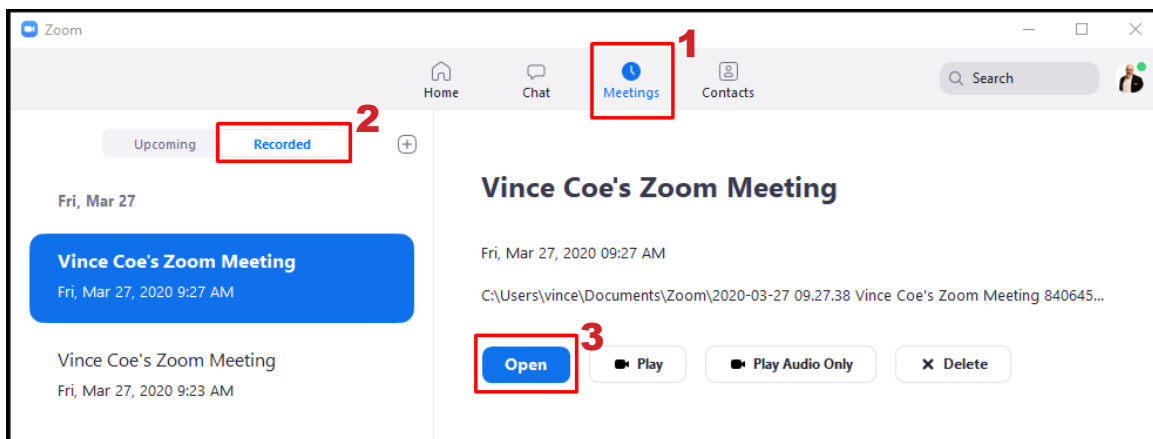 Zoom
1
Home Chat Meetings Contacts Search
2
Upcoming Recorded
Fri, Mar 27
Vince Coe's Zoom Meeting
Fri, Mar 27, 2020 9:27 AM
Vince Coe's Zoom Meeting
Fri, Mar 27, 2020 9:23 AM
Vince Coe's Zoom Meeting
Fri, Mar 27, 2020 09:27 AM
C:\Users\vince\Documents\Zoom\2020-03-27 09.27.38 Vince Coe's Zoom Meeting 840645...
3
Open Play Play Audio Only Delete